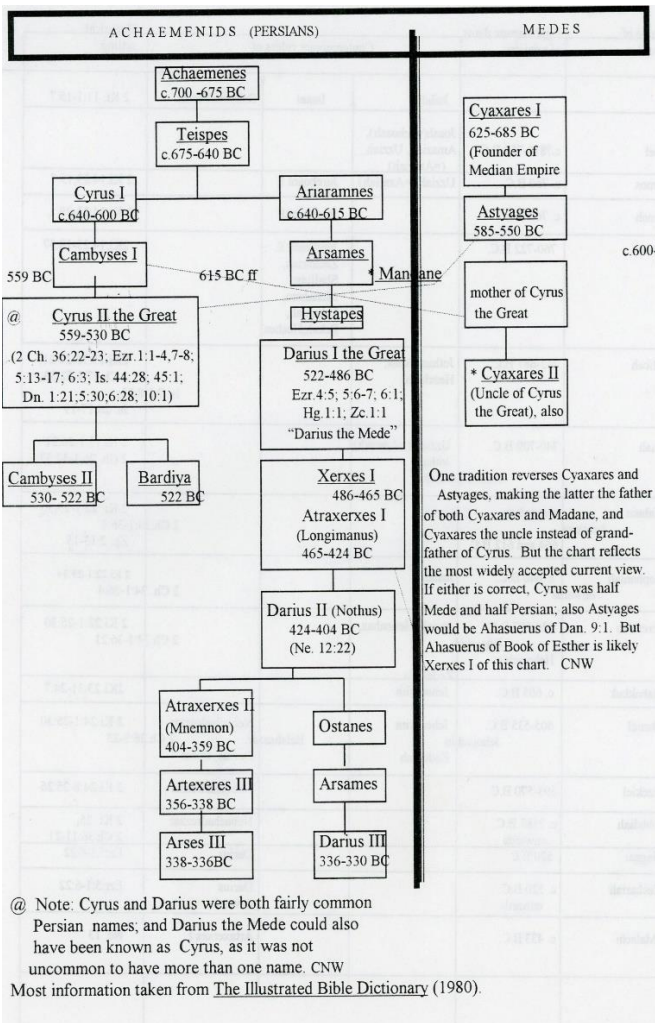 ACHAEMENIDS (PERSIANS)
MEDES
Achaemenes
c.700 -675 BC
Teispes
c.675-640 BC
Cyrus I
c.640-600 BC
Ariaramnes
c.640-615 BC
Cambyses I
559 BC
615 BC ff
Arsames
* Mandane
Hystapes
@
Cyrus II the Great
559-530 BC
(2 Ch. 36:22-23; Ezr.1:1-4,7-8;
5:13-17; 6:3; Is. 44:28; 45:1;
Dn. 1:21;5:30;6:28; 10:1)
Darius I the Great
522-486 BC
Ezr.4:5; 5:6-7; 6:1;
Hg.1:1; Zc.1:1
“Darius the Mede”
Cambyses II
530- 522 BC
Bardiya
522 BC
Xerxes I
486-465 BC
Atraxerxes I
(Longimanus)
465-424 BC
Darius II (Nothus)
424-404 BC
(Ne. 12:22)
Atraxerxes II
(Mnemnon)
404-359 BC
Ostanes
Artexeres III
356-338 BC
Arsames
Arses III
338-336BC
Darius III
336-330 BC
Cyaxares I
625-685 BC
(Founder of
Median Empire
Astyages
585-550 BC
c.600-
mother of Cyrus
the Great
* Cyaxares II
(Uncle of Cyrus
the Great), also
One tradition reverses Cyaxares and
Astyages, making the latter the father
of both Cyaxares and Madane, and
Cyaxares the uncle instead of grand-
father of Cyrus. But the chart reflects
the most widely accepted current view.
If either is correct, Cyrus was half
Mede and half Persian; also Astyages
would be Ahasuerus of Dan. 9:1. But
Ahasuerus of Book of Esther is likely
Xerxes I of this chart. CNW
@ Note: Cyrus and Darius were both fairly common
Persian names; and Darius the Mede could also
have been known as Cyrus, as it was not
uncommon to have more than one name. CNW
Most information taken from The Illustrated Bible Dictionary (1980).